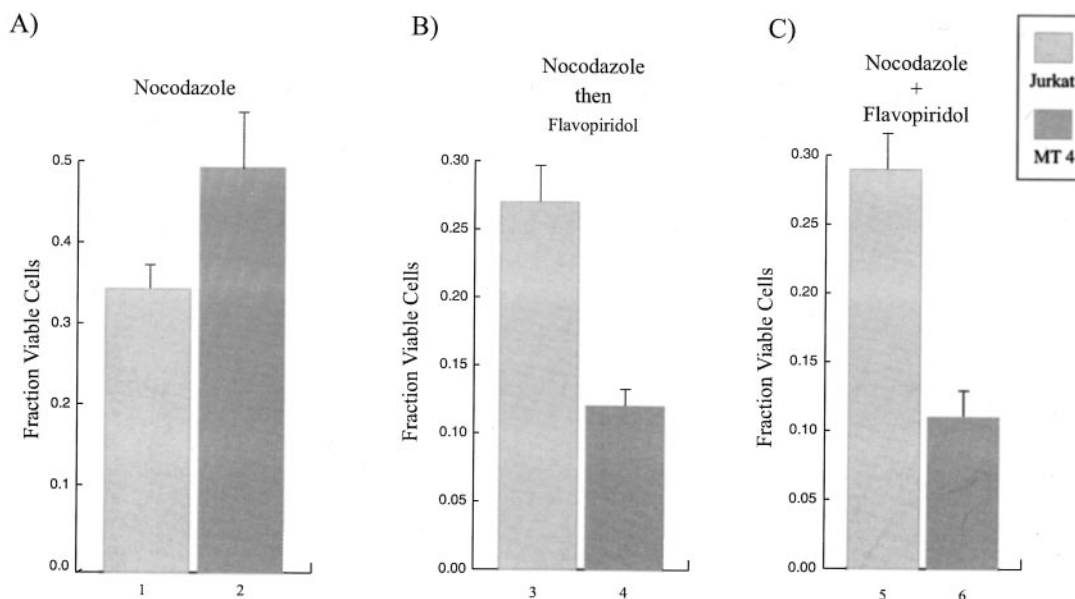 A)
Nocodazole
Fraction Viable Cells
0.5
0.4
0.3
0.2
0.1
0.0
1
2
B)
Nocodazole
then
Flavopiridol
Fraction Viable Cells
0.30
0.25
0.20
0.15
0.10
0.05
0.00
3
4
C)
Nocodazole
+
Flavopiridol
Fraction Viable Cells
0.30
0.25
0.20
0.15
0.10
0.05
0.00
5
6
Jurkat
MT 4